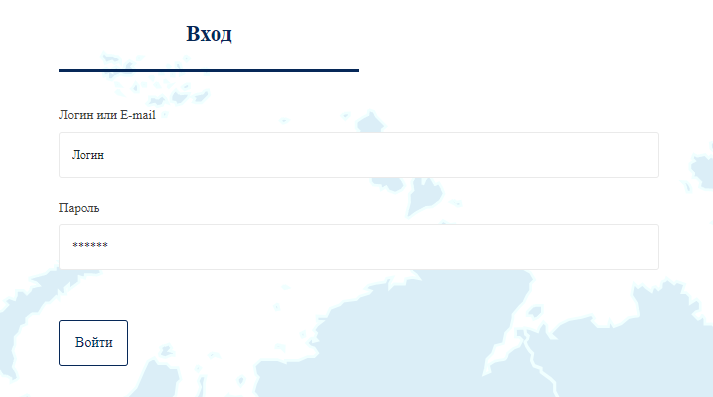 Вход
Логин или E-mail
Логин
Пароль
******
Войти